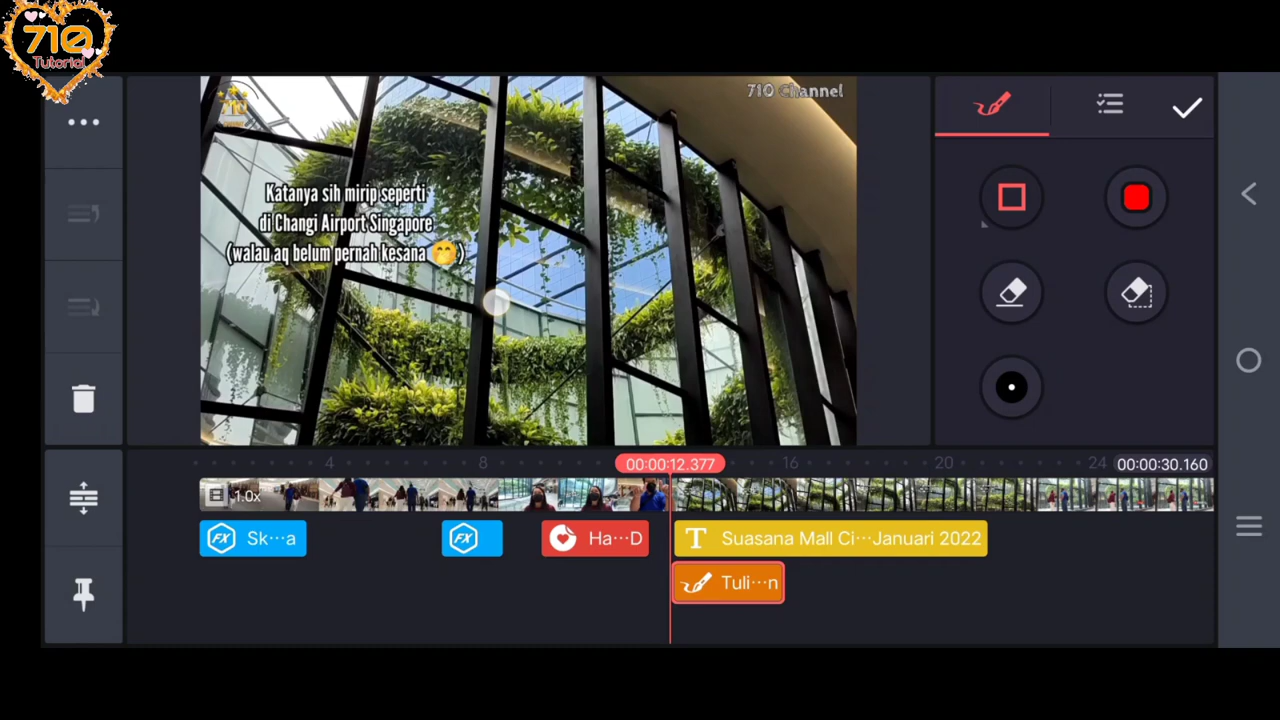 710
Tutorial
710 Channel
Katanya sih mirip seperti
di Changi Airport Singapore
(walau aq belum pernah kesana 🤭)
4
8
00:00:12.377
16
20
24
00:00:30.160
1.0x
FX
Sk···a
FX
Ha···D
T
Suasana Mall Ci···Januari 2022
Tuli···n